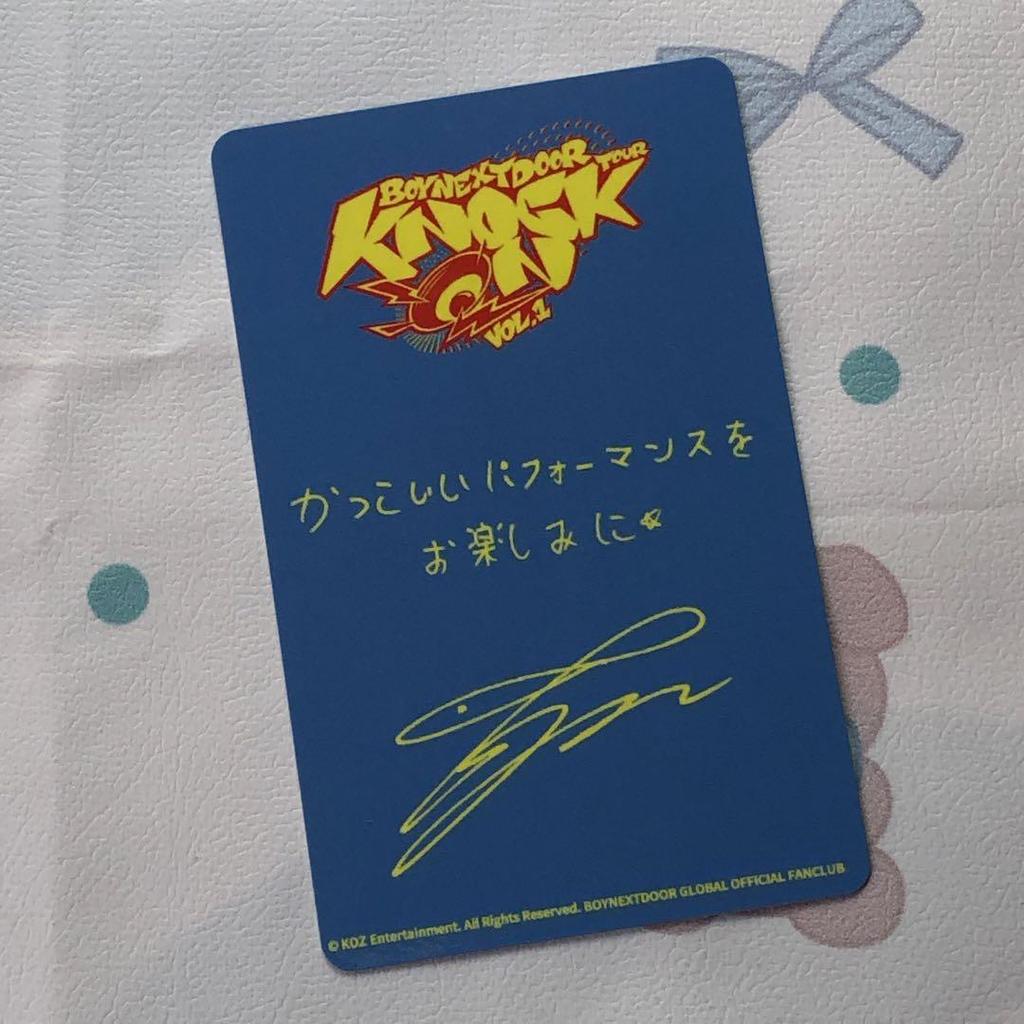 BOYNEXTDOOR TOUR
KNOCK
ON
VOL.1
かっこいいパフォーマンスを
お楽しみに☆
© KOZ Entertainment. All Rights Reserved. BOYNEXTDOOR GLOBAL OFFICIAL FANCLUB